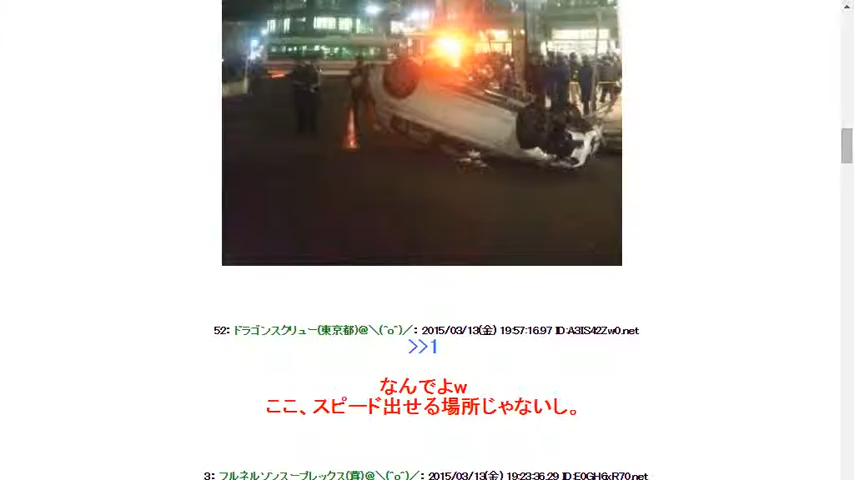 52: ドラゴンスクリュー(東京都)@＼(^o^)／: 2015/03/13(金) 19:57:16.97 ID:A3IS42Zw0.net
>>1
なんでよw
ここ、スピード出せる場所じゃないし。
3: フルネルソンスープレックス(茸)@＼(^o^)／: 2015/03/13(金) 19:23:36.29 ID:E0GH6xR70.net